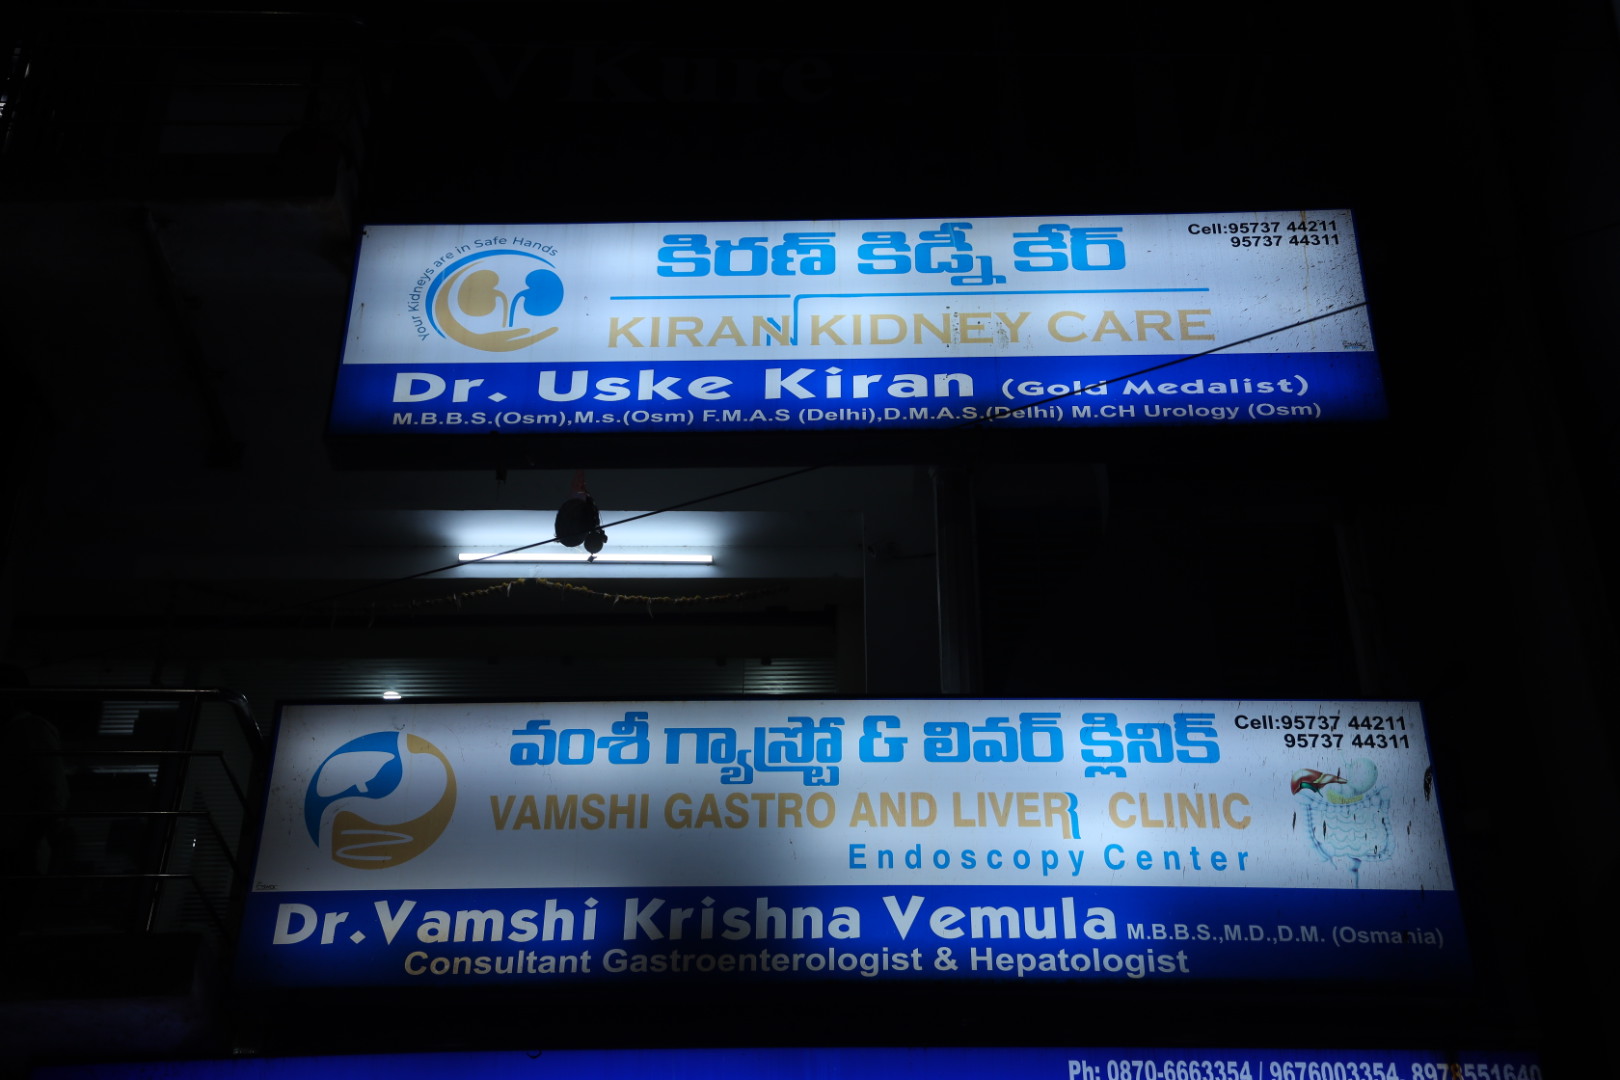 V Kure
Your Kidneys are in Safe Hands
కిరణ్ కిడ్నీ కేర్
Cell:95737 44211
95737 44311
KIRAN KIDNEY CARE
Dr. Uske Kiran (Gold Medalist)
M.B.B.S.(Osm),M.s.(Osm) F.M.A.S (Delhi),D.M.A.S.(Delhi) M.CH Urology (Osm)
వంశీ గ్యాస్ట్రో & లివర్ క్లినిక్
Cell:95737 44211
95737 44311
VAMSHI GASTRO AND LIVER CLINIC
Endoscopy Center
Dr.Vamshi Krishna Vemula M.B.B.S.,M.D.,D.M. (Osmania)
Consultant Gastroenterologist & Hepatologist
Ph: 0870-6663354 / 9676003354, 8978551640